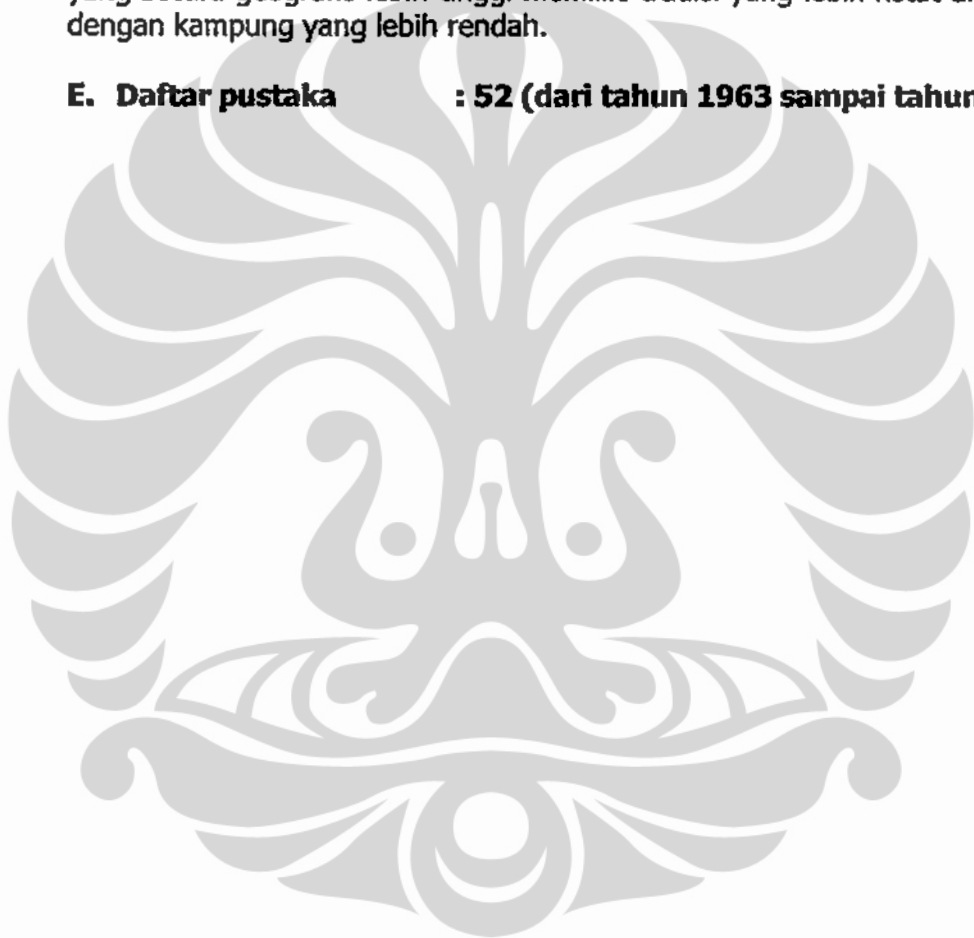 dengan kampung yang lebih rendah.
E. Daftar pustaka : 52 (dari tahun 1963 sampai tahun